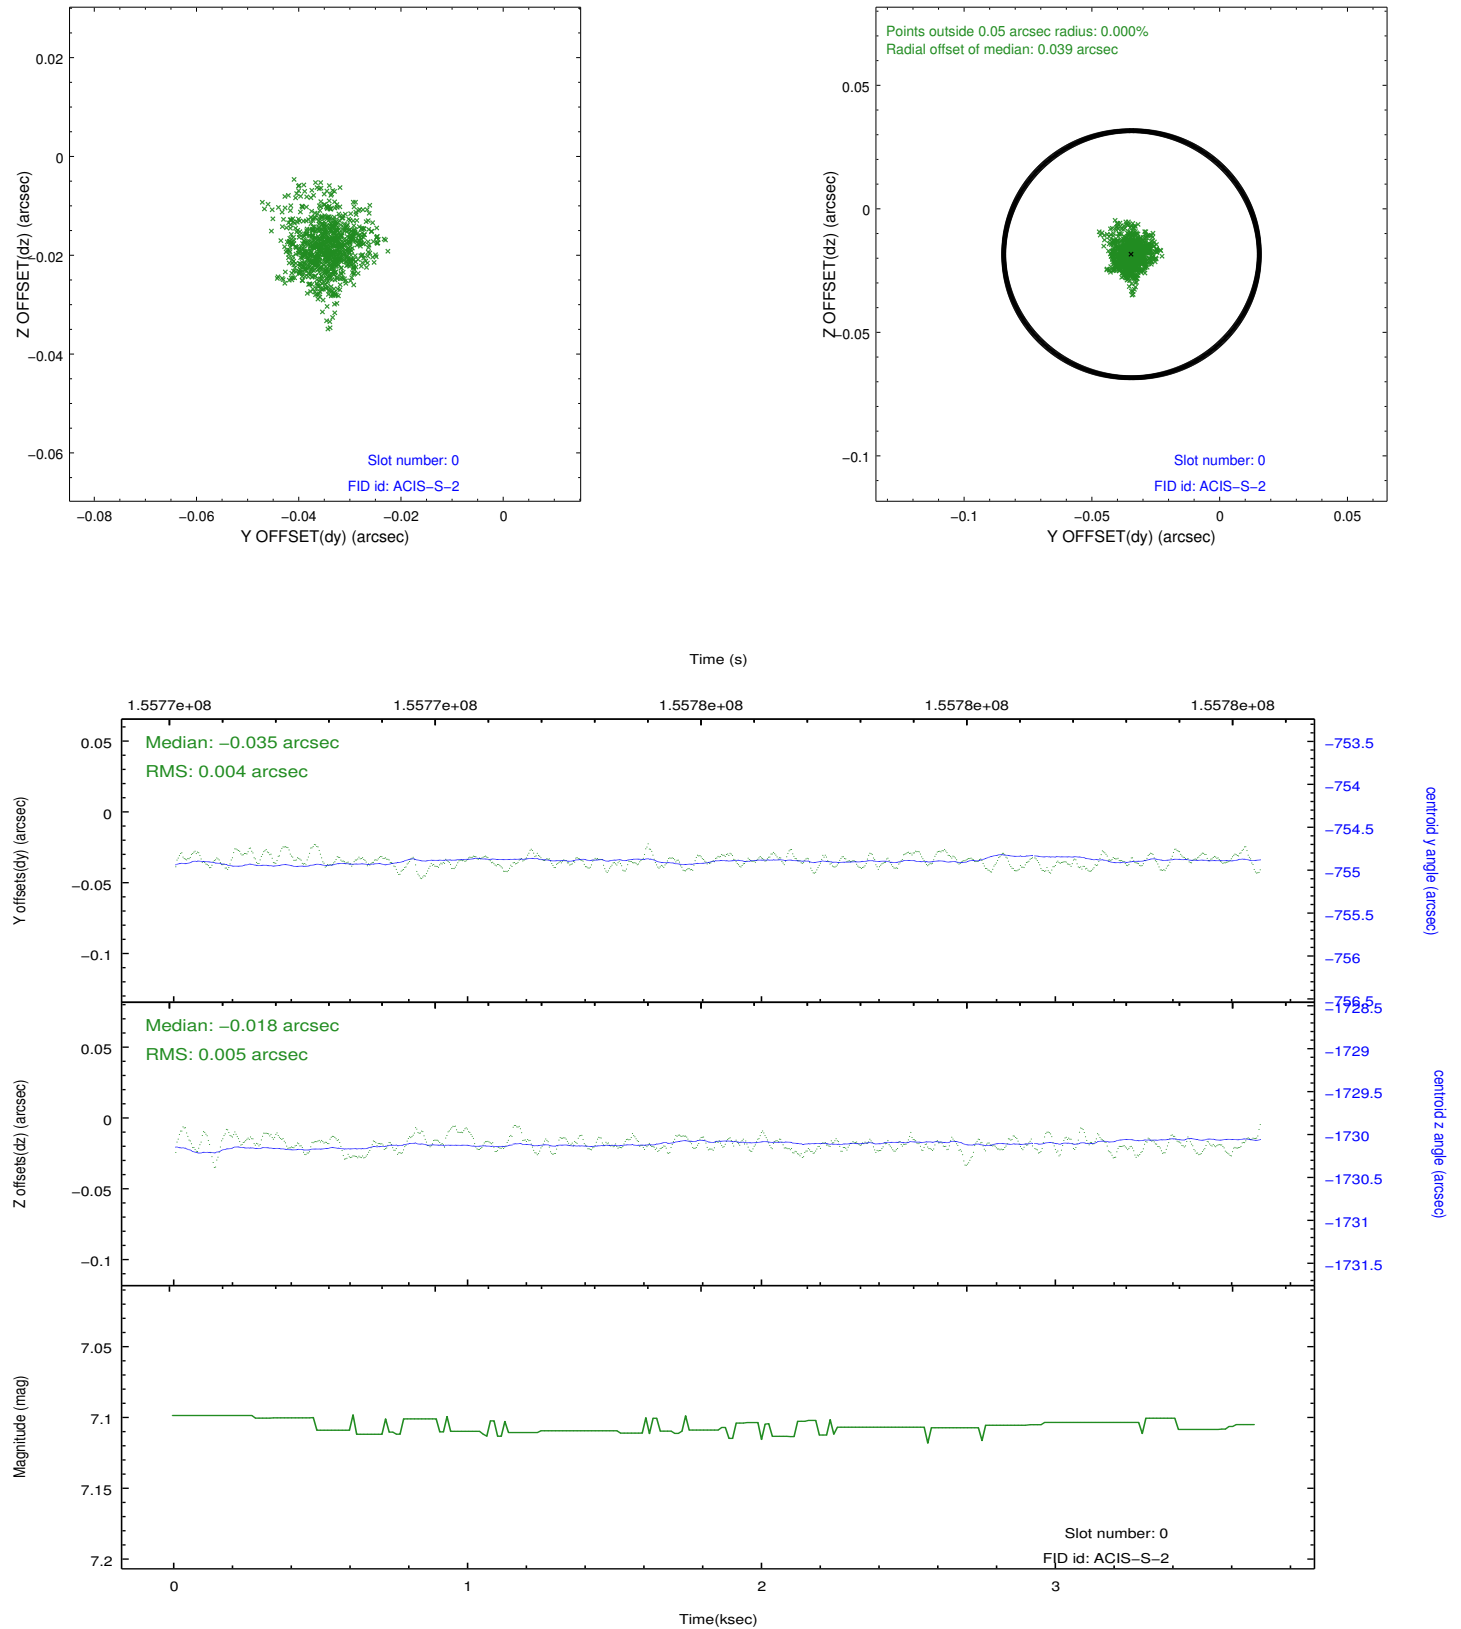 0.02
0
−0.02
−0.04
−0.06
Z OFFSET(dz) (arcsec)
Slot number: 0
FID id: ACIS−S−2
−0.08
−0.06
−0.04
−0.02
0
Y OFFSET(dy) (arcsec)
Points outside 0.05 arcsec radius: 0.000%
Radial offset of median: 0.039 arcsec
0.05
0
−0.05
−0.1
Z OFFSET(dz) (arcsec)
Slot number: 0
FID id: ACIS−S−2
−0.1
−0.05
0
0.05
Y OFFSET(dy) (arcsec)
Time (s)
1.5577e+08
1.5577e+08
1.5578e+08
1.5578e+08
1.5578e+08
Median: −0.035 arcsec
RMS: 0.004 arcsec
0.05
0
−0.05
−0.1
Y offsets(dy) (arcsec)
−753.5
−754
−754.5
−755
−755.5
−756
−756.5
centroid y angle (arcsec)
Median: −0.018 arcsec
RMS: 0.005 arcsec
0.05
0
−0.05
−0.1
Z offsets(dz) (arcsec)
−1728.5
−1729
−1729.5
−1730
−1730.5
−1731
−1731.5
centroid z angle (arcsec)
7.05
7.1
7.15
7.2
Magnitude (mag)
Slot number: 0
FID id: ACIS−S−2
0
1
2
3
Time(ksec)